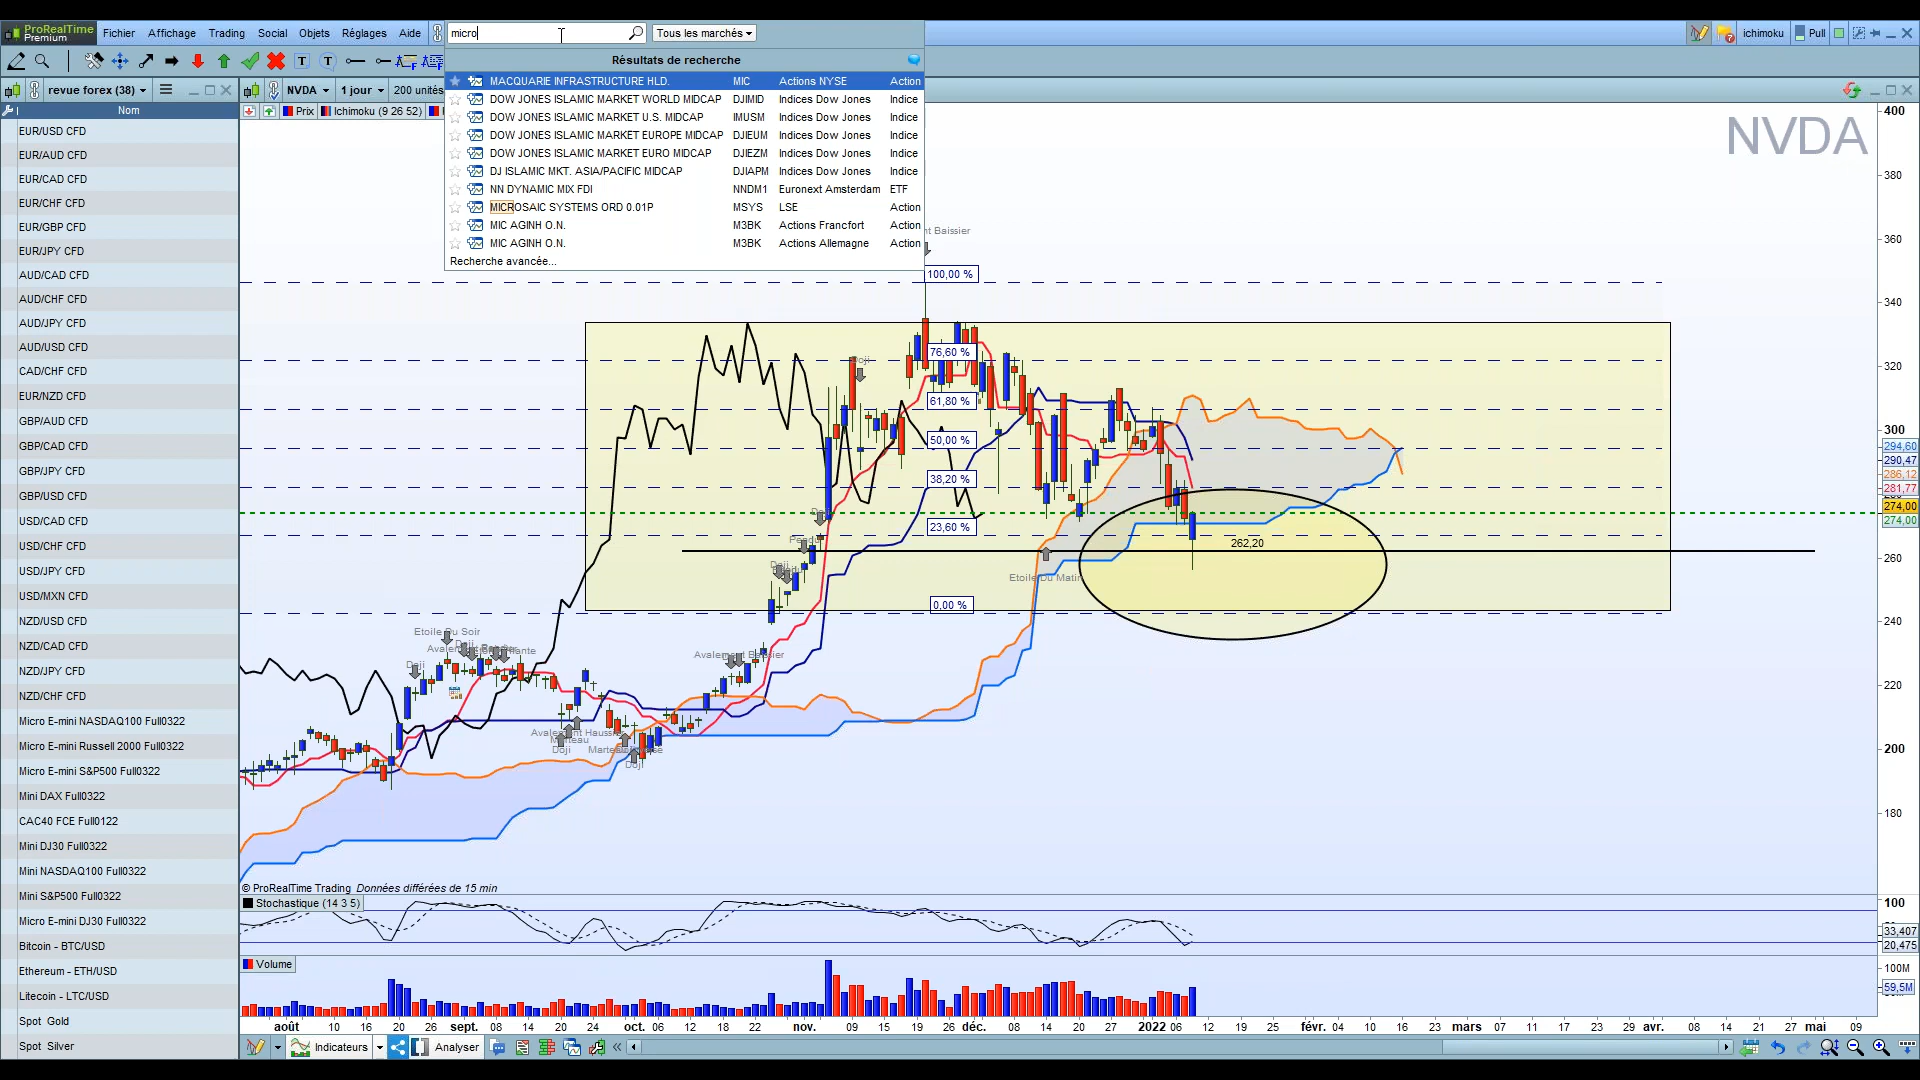 ProRealTime
Premium
Fichier Affichage Trading Social Objets Réglages Aide
micro
Tous les marchés
ichimoku
Pull
Résultats de recherche
MACQUARIE INFRASTRUCTURE HLD. MIC Actions NYSE Action
DOW JONES ISLAMIC MARKET WORLD MIDCAP DJIMID Indices Dow Jones Indice
DOW JONES ISLAMIC MARKET U.S. MIDCAP IMUSM Indices Dow Jones Indice
DOW JONES ISLAMIC MARKET EUROPE MIDCAP DJIEUM Indices Dow Jones Indice
DOW JONES ISLAMIC MARKET EURO MIDCAP DJIEZM Indices Dow Jones Indice
DJ ISLAMIC MKT. ASIA/PACIFIC MIDCAP DJIAPM Indices Dow Jones Indice
NN DYNAMIC MIX FDI NNDM1 Euronext Amsterdam ETF
MICROSAIC SYSTEMS ORD 0.01P MSYS LSE Action
MIC AGINH O.N. M3BK Actions Francfort Action
MIC AGINH O.N. M3BK Actions Allemagne Action
Recherche avancée...
revue forex (38)
NVDA 1 jour 200 unités
Nom
Prix Ichimoku (9 26 52)
EUR/USD CFD
EUR/AUD CFD
EUR/CAD CFD
EUR/CHF CFD
EUR/GBP CFD
EUR/JPY CFD
AUD/CAD CFD
AUD/CHF CFD
AUD/JPY CFD
AUD/USD CFD
CAD/CHF CFD
EUR/NZD CFD
GBP/AUD CFD
GBP/CAD CFD
GBP/JPY CFD
GBP/USD CFD
USD/CAD CFD
USD/CHF CFD
USD/JPY CFD
USD/MXN CFD
NZD/USD CFD
NZD/CAD CFD
NZD/JPY CFD
NZD/CHF CFD
Micro E-mini NASDAQ100 Full0322
Micro E-mini Russell 2000 Full0322
Micro E-mini S&P500 Full0322
Mini DAX Full0322
CAC40 FCE Full0122
Mini DJ30 Full0322
Mini NASDAQ100 Full0322
Mini S&P500 Full0322
Micro E-mini DJ30 Full0322
Bitcoin - BTC/USD
Ethereum - ETH/USD
Litecoin - LTC/USD
Spot Gold
Spot Silver
NVDA
nt Baissier
100,00 %
76,60 %
61,80 %
50,00 %
38,20 %
23,60 %
0,00 %
262,20
Doji
Etoile Du Matin
Avalement Baissier
Etoile Du Soir
Doji
Doji
400
380
360
340
320
300
294,60
290,47
286,12
281,77
274,00
274,00
260
240
220
200
180
© ProRealTime Trading Données différées de 15 min
Stochastique (14 3 5)
100
33,407
20,475
Volume
100M
59,5M
août 10 16 20 26 sept. 08 14 20 24 oct. 06 12 18 22 nov. 09 15 19 26 déc. 08 14 20 27 2022 06 12 19 25 févr. 04 10 16 23 mars 07 11 17 23 29 avr. 08 14 21 27 mai 09
Indicateurs
Analyser